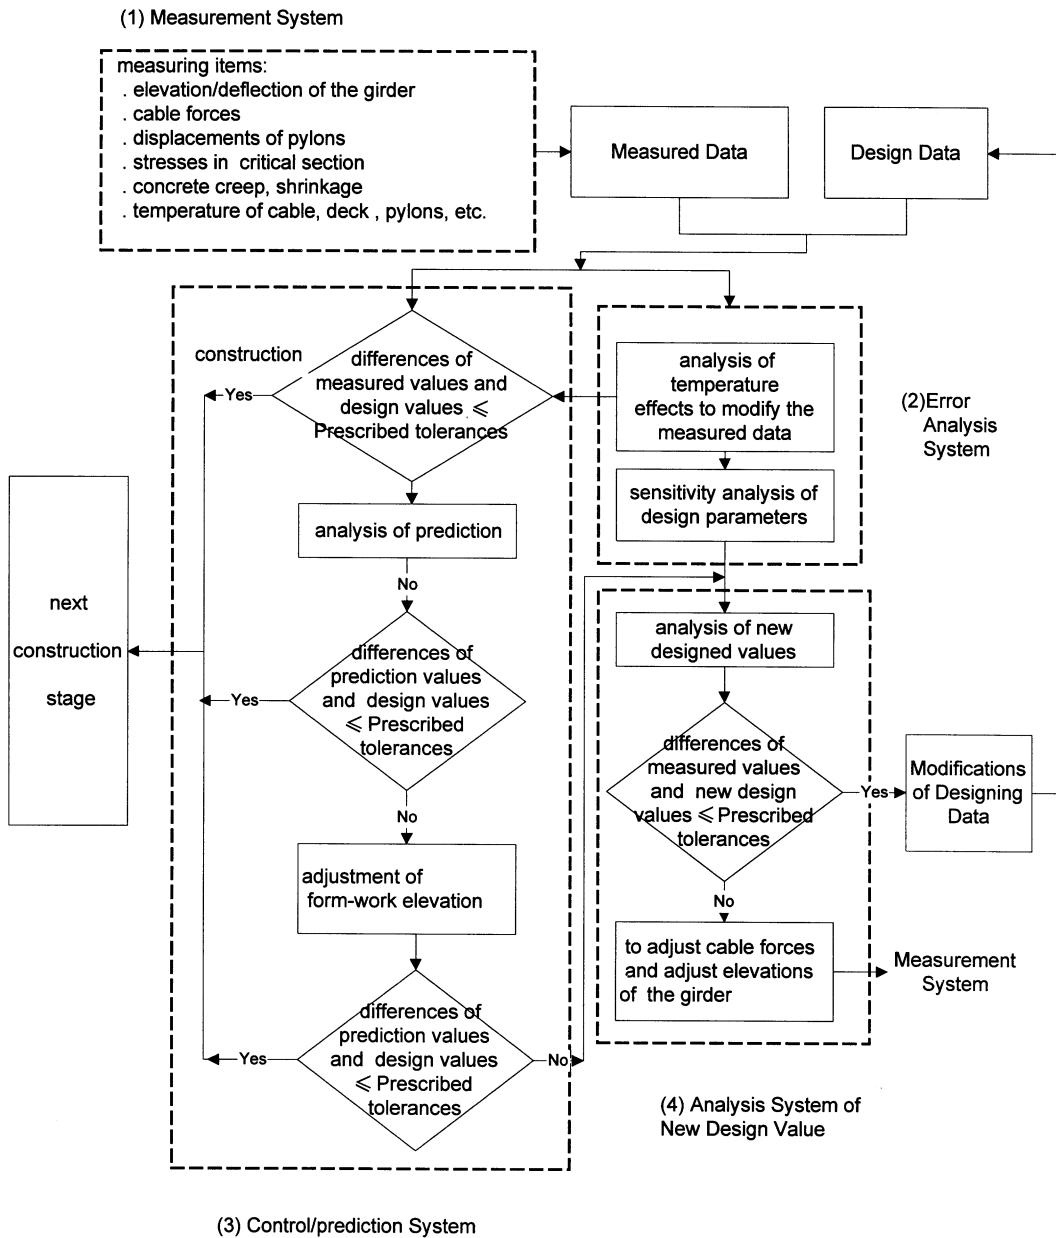 (1) Measurement System
measuring items:
. elevation/deflection of the girder
. cable forces
. displacements of pylons
. stresses in critical section
. concrete creep, shrinkage
. temperature of cable, deck , pylons, etc.
Measured Data
Design Data
construction
differences of
measured values and
design values ⩽
Prescribed tolerances
Yes
analysis of
temperature
effects to modify the
measured data
(2)Error
Analysis
System
sensitivity analysis of
design parameters
analysis of prediction
No
next
construction
stage
differences of
prediction values
and design values
⩽ Prescribed
tolerances
Yes
No
adjustment of
form-work elevation
differences of
prediction values
and design values
⩽ Prescribed
tolerances
Yes
No
analysis of new
designed values
differences of
measured values
and new design
values ⩽ Prescribed
tolerances
Yes
Modifications
of Designing
Data
No
to adjust cable forces
and adjust elevations
of the girder
Measurement
System
(4) Analysis System of
New Design Value
(3) Control/prediction System